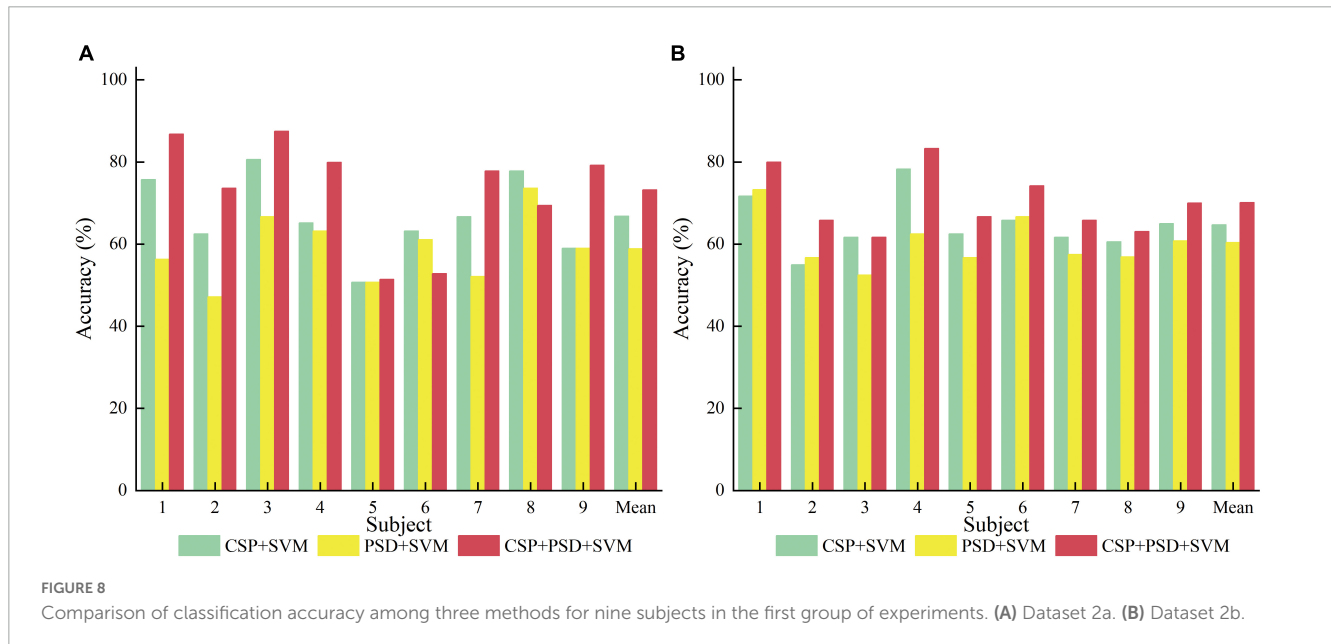 A
100
80
60
40
20
0
Accuracy (%)
1 2 3 4 5 6 7 8 9 Mean
Subject
CSP+SVM PSD+SVM CSP+PSD+SVM
B
100
80
60
40
20
0
Accuracy (%)
1 2 3 4 5 6 7 8 9 Mean
Subject
CSP+SVM PSD+SVM CSP+PSD+SVM
FIGURE 8
Comparison of classification accuracy among three methods for nine subjects in the first group of experiments. (A) Dataset 2a. (B) Dataset 2b.